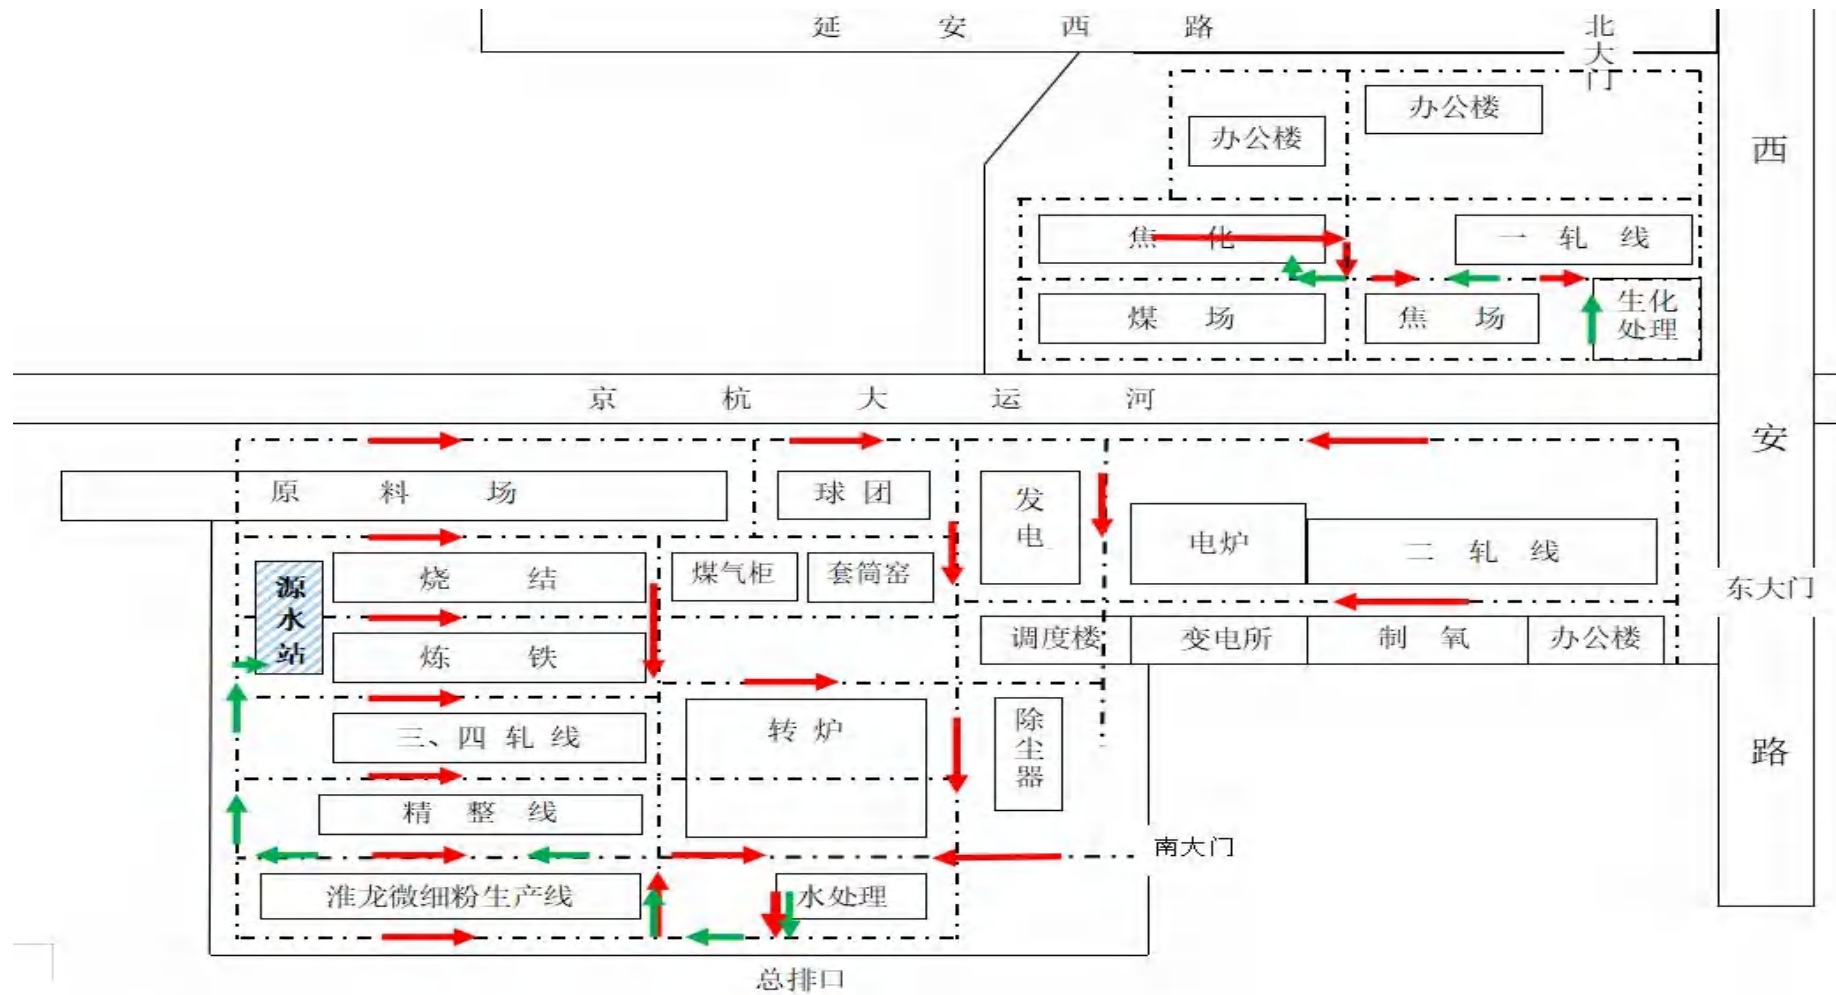 延安西路
北大门
办公楼
办公楼
西
焦化
一轧线
煤场
焦场
生化
处理
京杭大运河
安
原料场
球团
发电
电炉
二轧线
源水站
烧结
煤气柜
套筒窑
东大门
炼铁
调度楼
变电所
制氧
办公楼
三、四轧线
转炉
除尘器
路
精整线
南大门
淮龙微细粉生产线
水处理
总排口